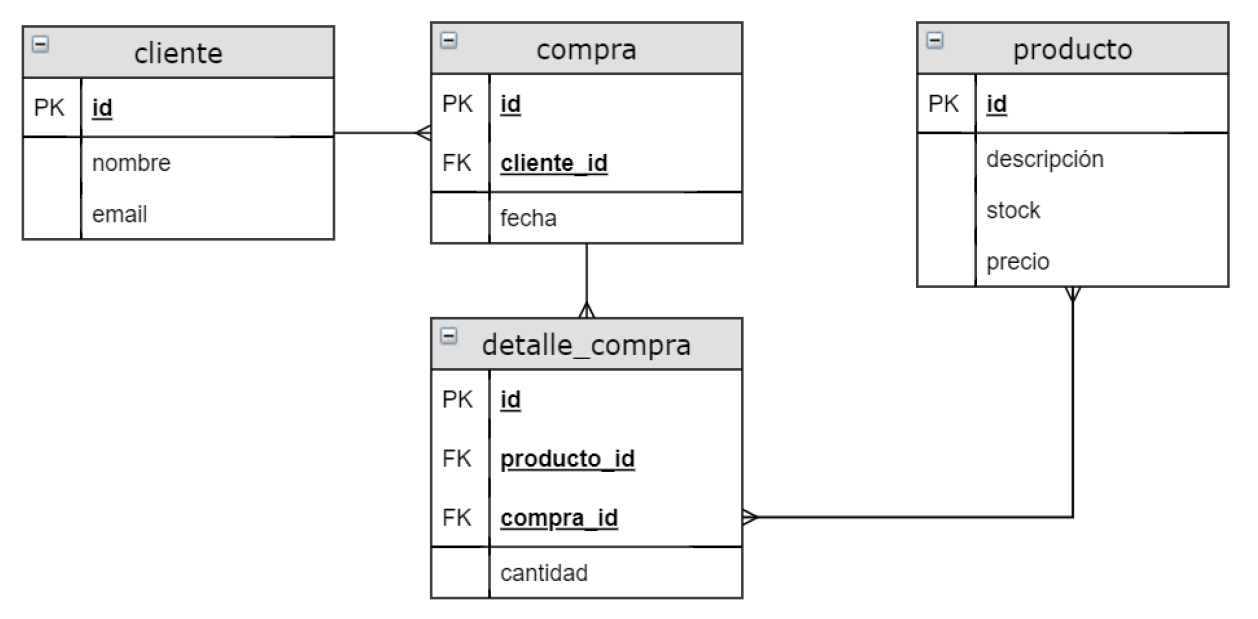 cliente
PK id
nombre
email
compra
PK id
FK cliente_id
fecha
producto
PK id
descripción
stock
precio
detalle_compra
PK id
FK producto_id
FK compra_id
cantidad